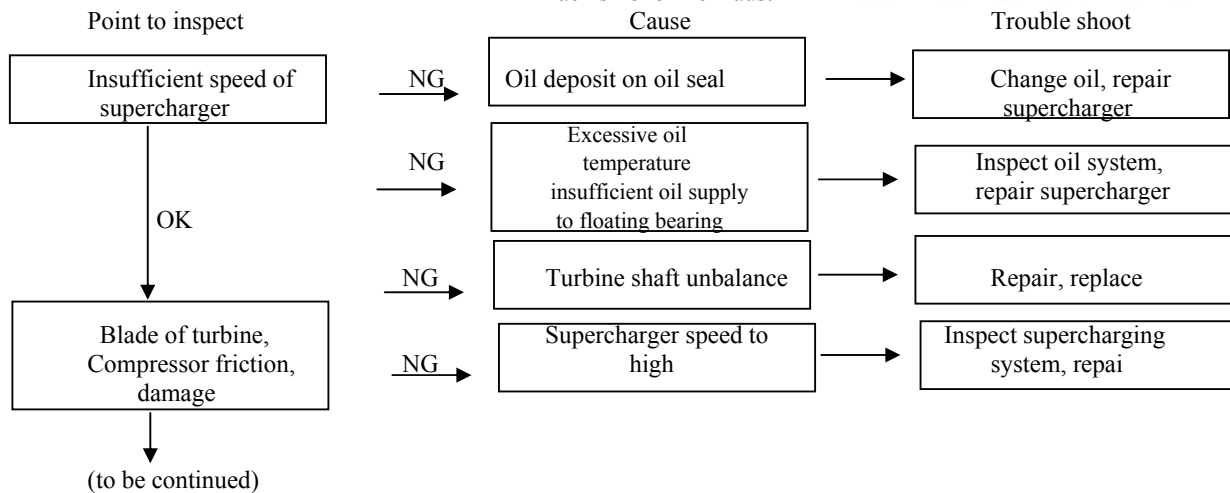 Point to inspect
Cause
Trouble shoot
Insufficient speed of
supercharger
NG
Oil deposit on oil seal
Change oil, repair
supercharger
NG
Excessive oil
temperature
insufficient oil supply
to floating bearing
Inspect oil system,
repair supercharger
OK
NG
Turbine shaft unbalance
Repair, replace
Blade of turbine,
Compressor friction,
damage
NG
Supercharger speed to
high
Inspect supercharging
system, repai
(to be continued)